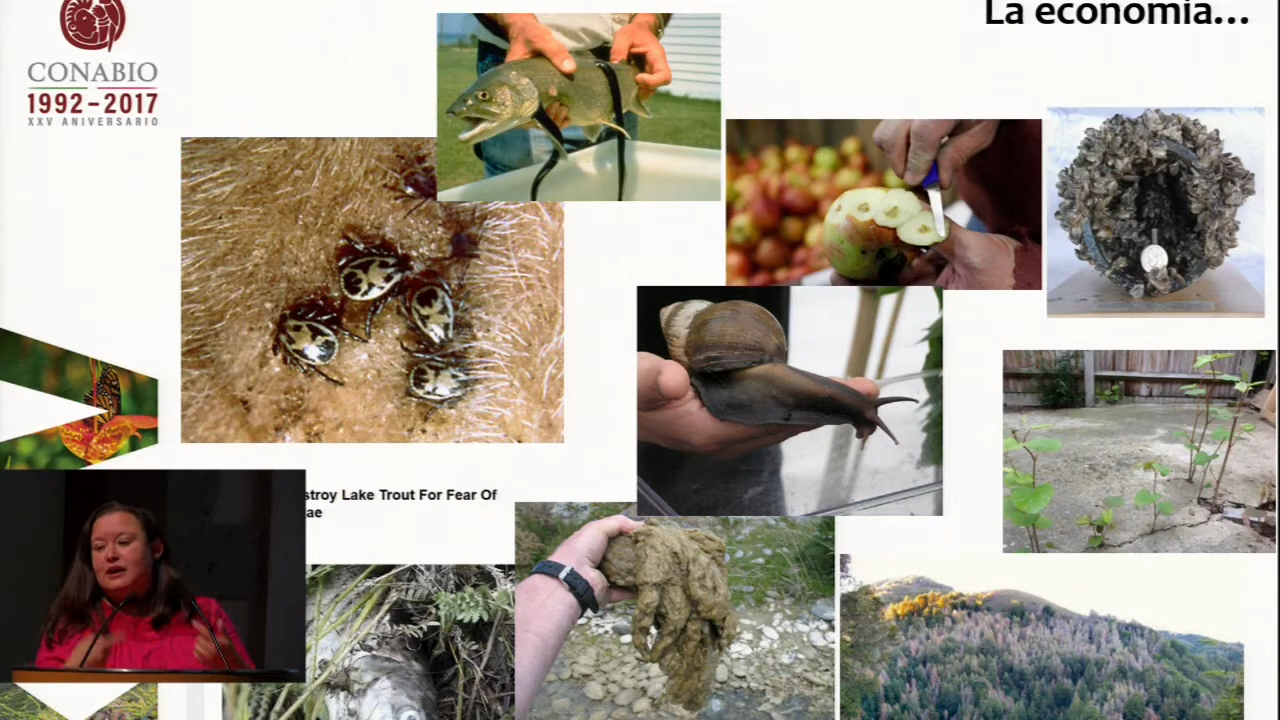 La economía...
CONABIO
1992-2017
XXV ANIVERSARIO
stroy Lake Trout For Fear Of
ae